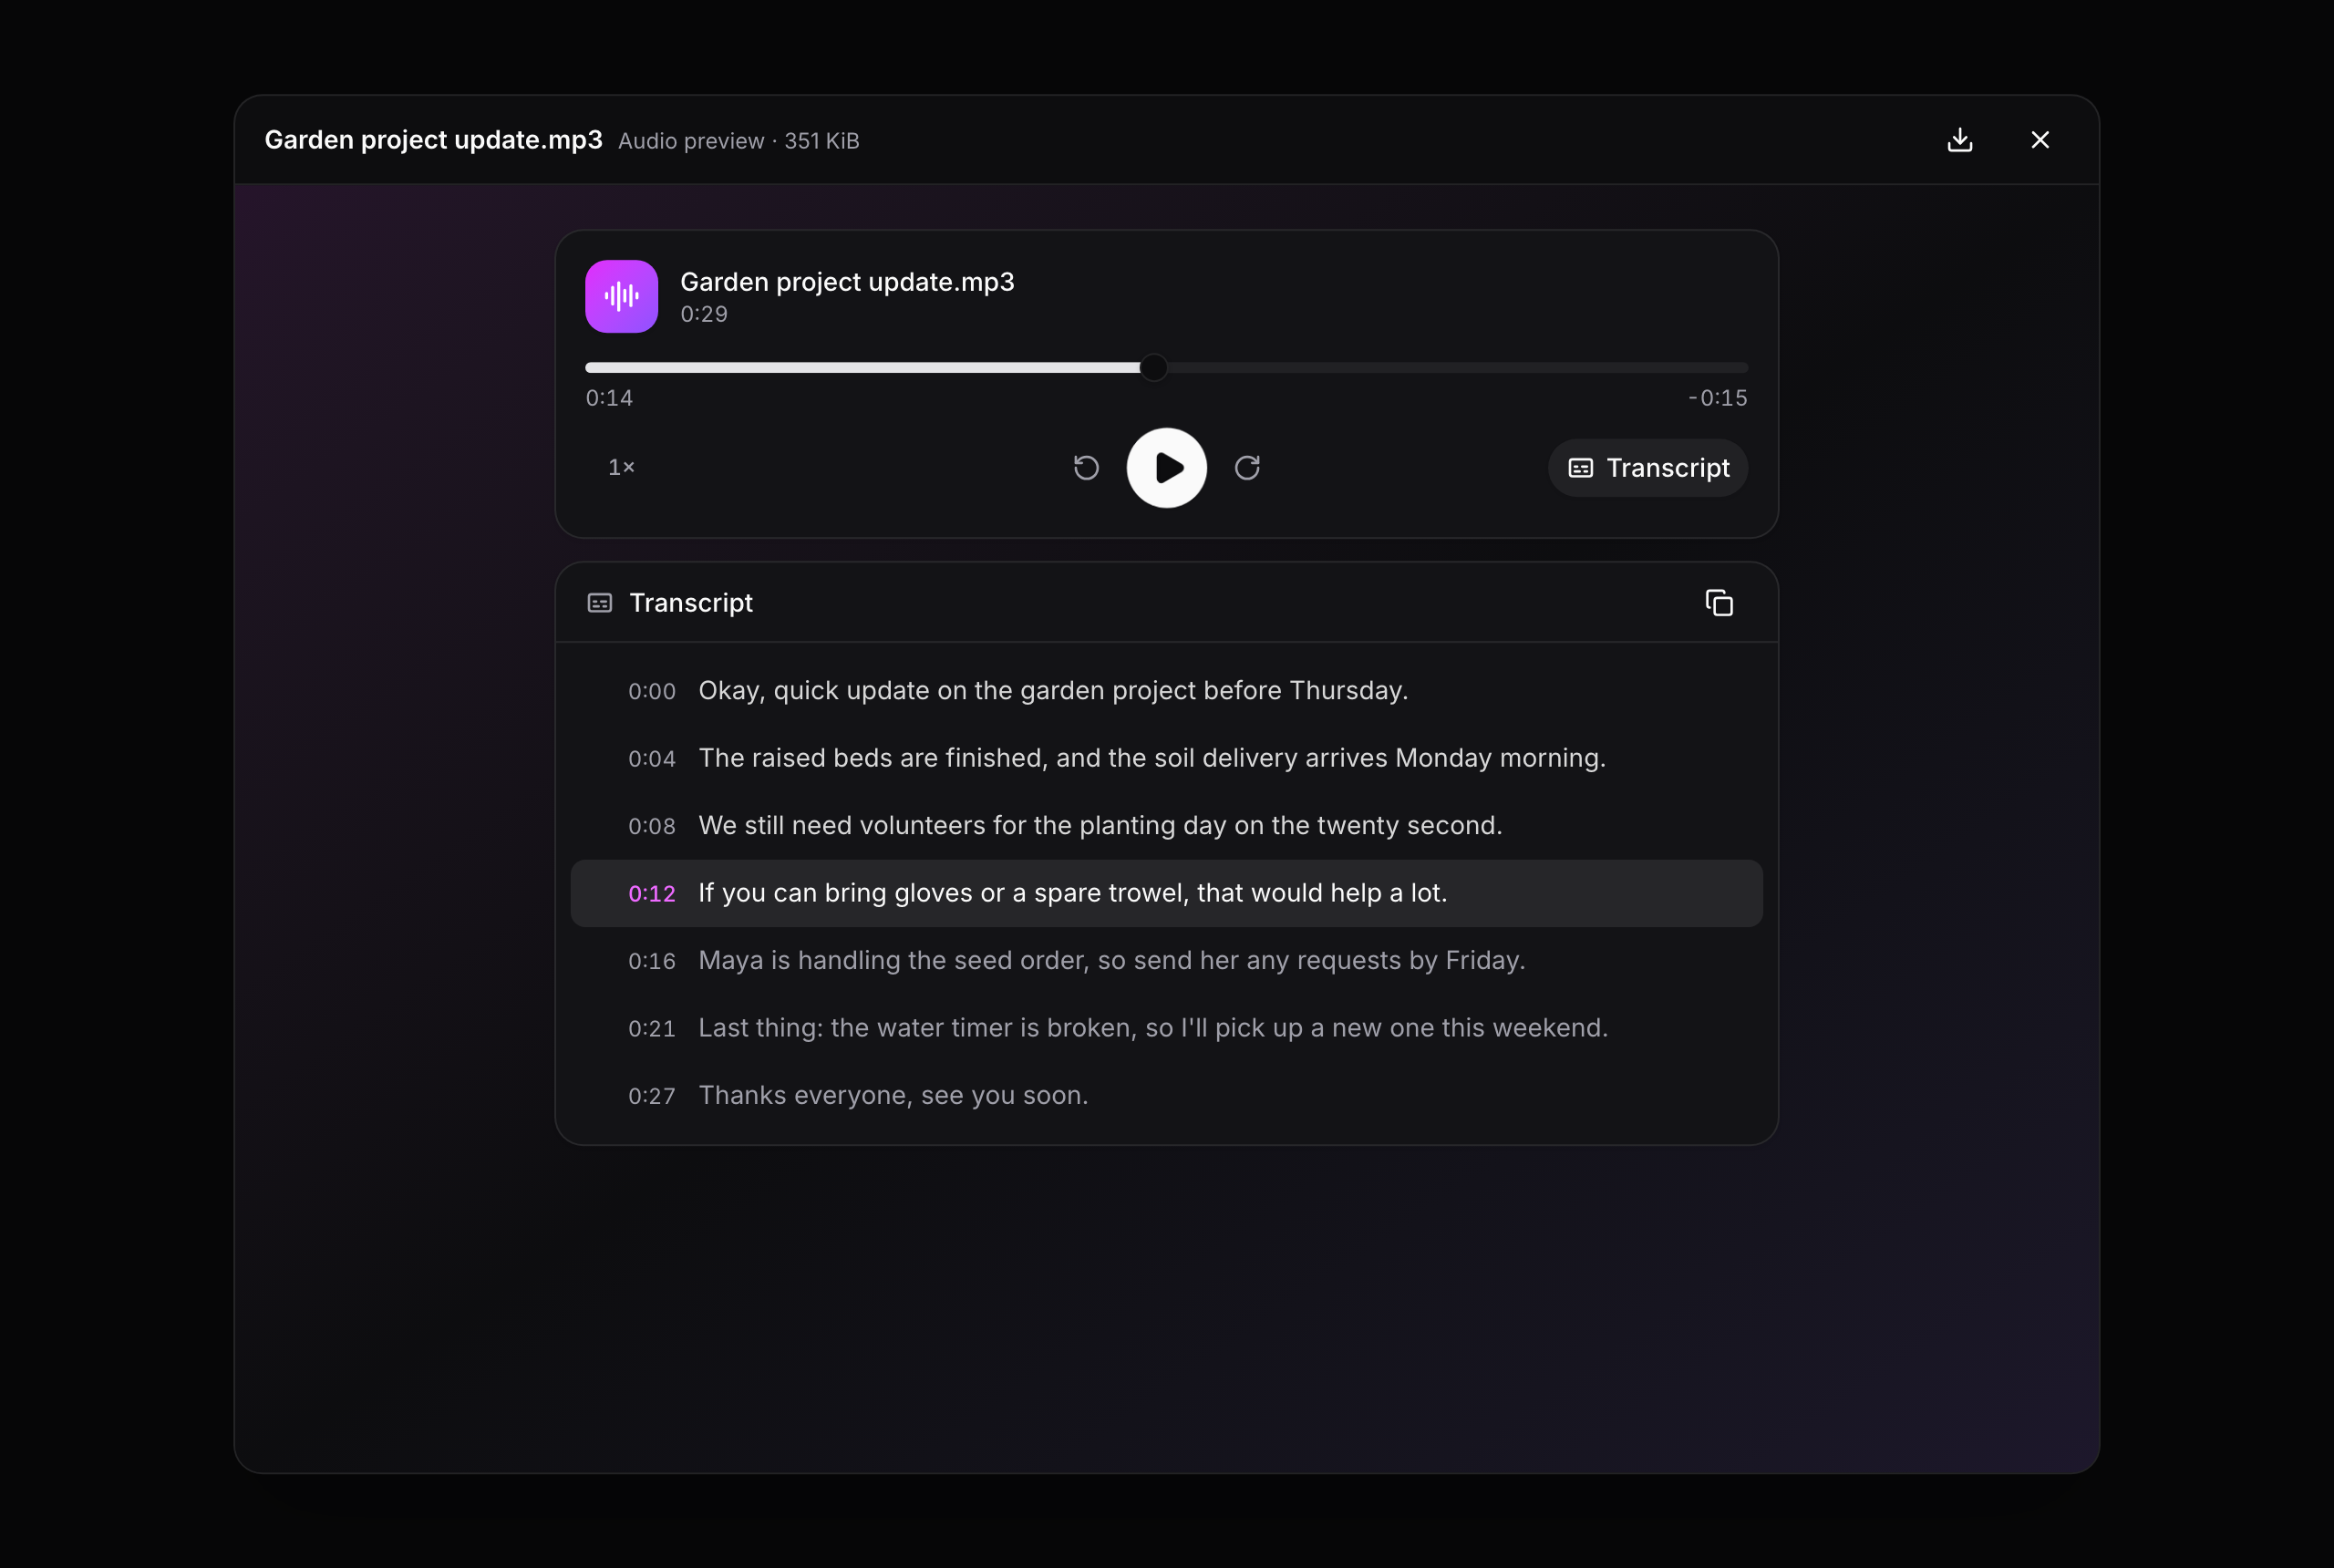 Garden project update.mp3 Audio preview · 351 KiB
Garden project update.mp3
0:29
0:14 -0:15
1× Transcript
Transcript
0:00 Okay, quick update on the garden project before Thursday.
0:04 The raised beds are finished, and the soil delivery arrives Monday morning.
0:08 We still need volunteers for the planting day on the twenty second.
0:12 If you can bring gloves or a spare trowel, that would help a lot.
0:16 Maya is handling the seed order, so send her any requests by Friday.
0:21 Last thing: the water timer is broken, so I'll pick up a new one this weekend.
0:27 Thanks everyone, see you soon.